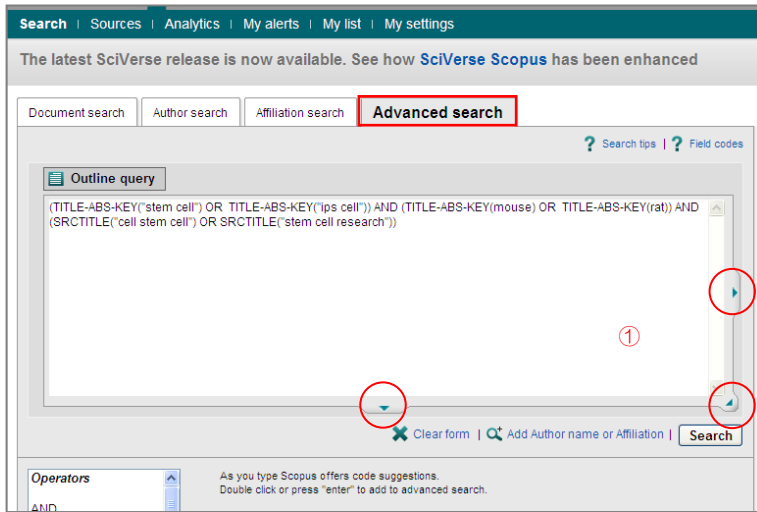 Search | Sources | Analytics | My alerts | My list | My settings
The latest SciVerse release is now available. See how SciVerse Scopus has been enhanced
Document search Author search Affiliation search Advanced search
? Search tips | ? Field codes
Outline query
(TITLE-ABS-KEY("stem cell") OR TITLE-ABS-KEY("ips cell")) AND (TITLE-ABS-KEY(mouse) OR TITLE-ABS-KEY(rat)) AND
(SRCTITLE("cell stem cell") OR SRCTITLE("stem cell research"))
①
Clear form | Add Author name or Affiliation | Search
Operators
AND
As you type Scopus offers code suggestions.
Double click or press "enter" to add to advanced search.